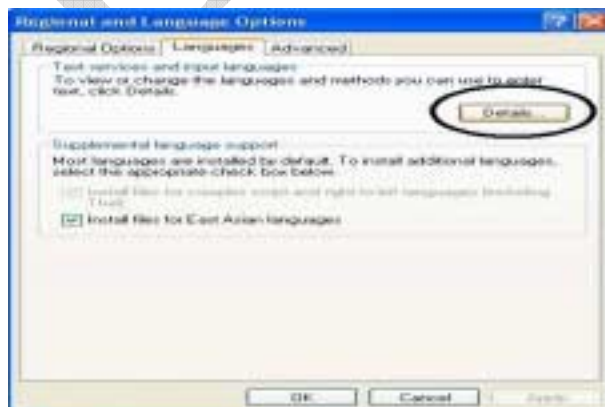 Regional and Language Options
Regional Options Languages Advanced
Text services and input languages
To view or change the languages and methods you can use to enter
text, click Details.
Details...
Supplemental language support
Most languages are installed by default. To install additional languages,
select the appropriate check box below.
Install files for complex script and right-to-left languages (including
Thai)
Install files for East Asian languages
OK Cancel Apply